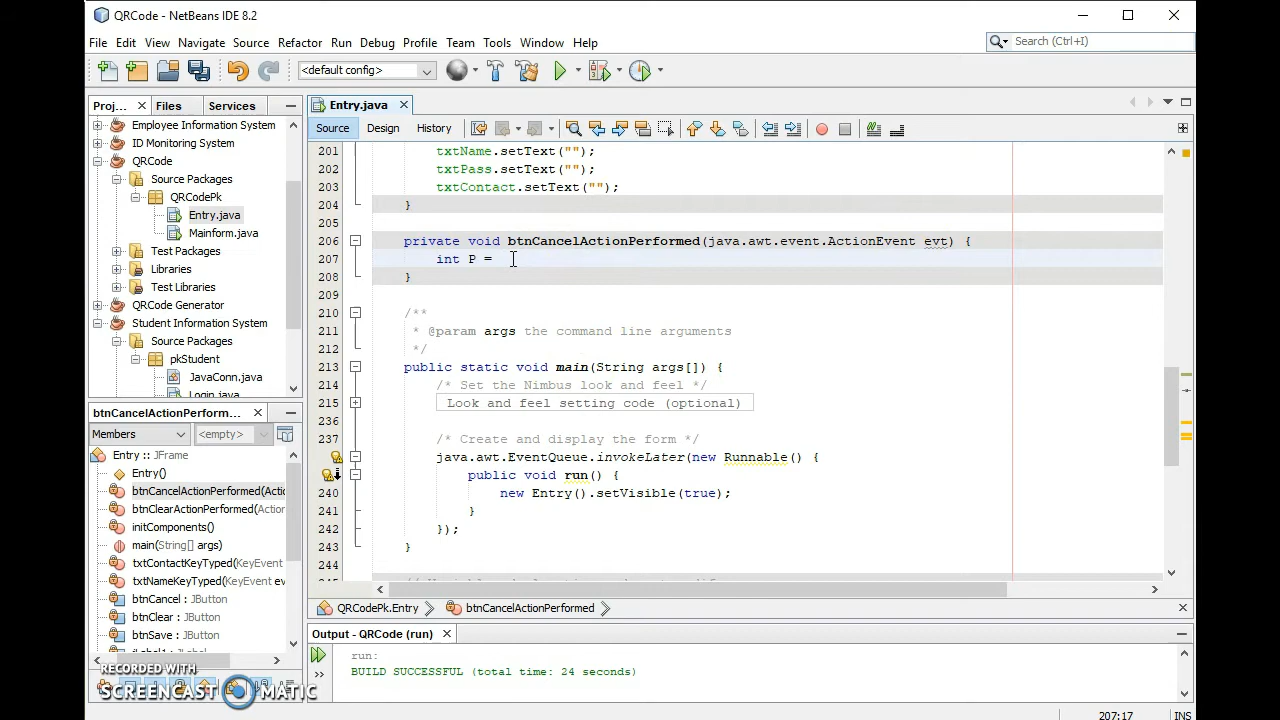 QRCode - NetBeans IDE 8.2
File Edit View Navigate Source Refactor Run Debug Profile Team Tools Window Help
Search (Ctrl+I)
<default config>
Proj... Files Services
Entry.java
Source Design History
Employee Information System
ID Monitoring System
QRCode
Source Packages
QRCodePk
Entry.java
Mainform.java
Test Packages
Libraries
Test Libraries
QRCode Generator
Student Information System
Source Packages
pkStudent
JavaConn.java
Login.java
201 txtName.setText("");
202 txtPass.setText("");
203 txtContact.setText("");
204 }
205
206 private void btnCancelActionPerformed(java.awt.event.ActionEvent evt) {
207 int P =
208 }
209
210 /**
211 * @param args the command line arguments
212 */
213 public static void main(String args[]) {
214 /* Set the Nimbus look and feel */
215 Look and feel setting code (optional)
236
237 /* Create and display the form */
java.awt.EventQueue.invokeLater(new Runnable() {
public void run() {
240 new Entry().setVisible(true);
241 }
242 });
243 }
244
btnCancelActionPerform...
Members <empty>
Entry :: JFrame
Entry()
btnCancelActionPerformed(Actic
btnClearActionPerformed(Action
initComponents()
main(String[] args)
txtContactKeyTyped(KeyEvent
txtNameKeyTyped(KeyEvent ev
btnCancel : JButton
btnClear : JButton
btnSave : JButton
jLabel1 : JLabel
QRCodePk.Entry btnCancelActionPerformed
Output - QRCode (run)
run:
BUILD SUCCESSFUL (total time: 24 seconds)
RECORDED WITH
SCREENCAST MATIC
207:17 INS